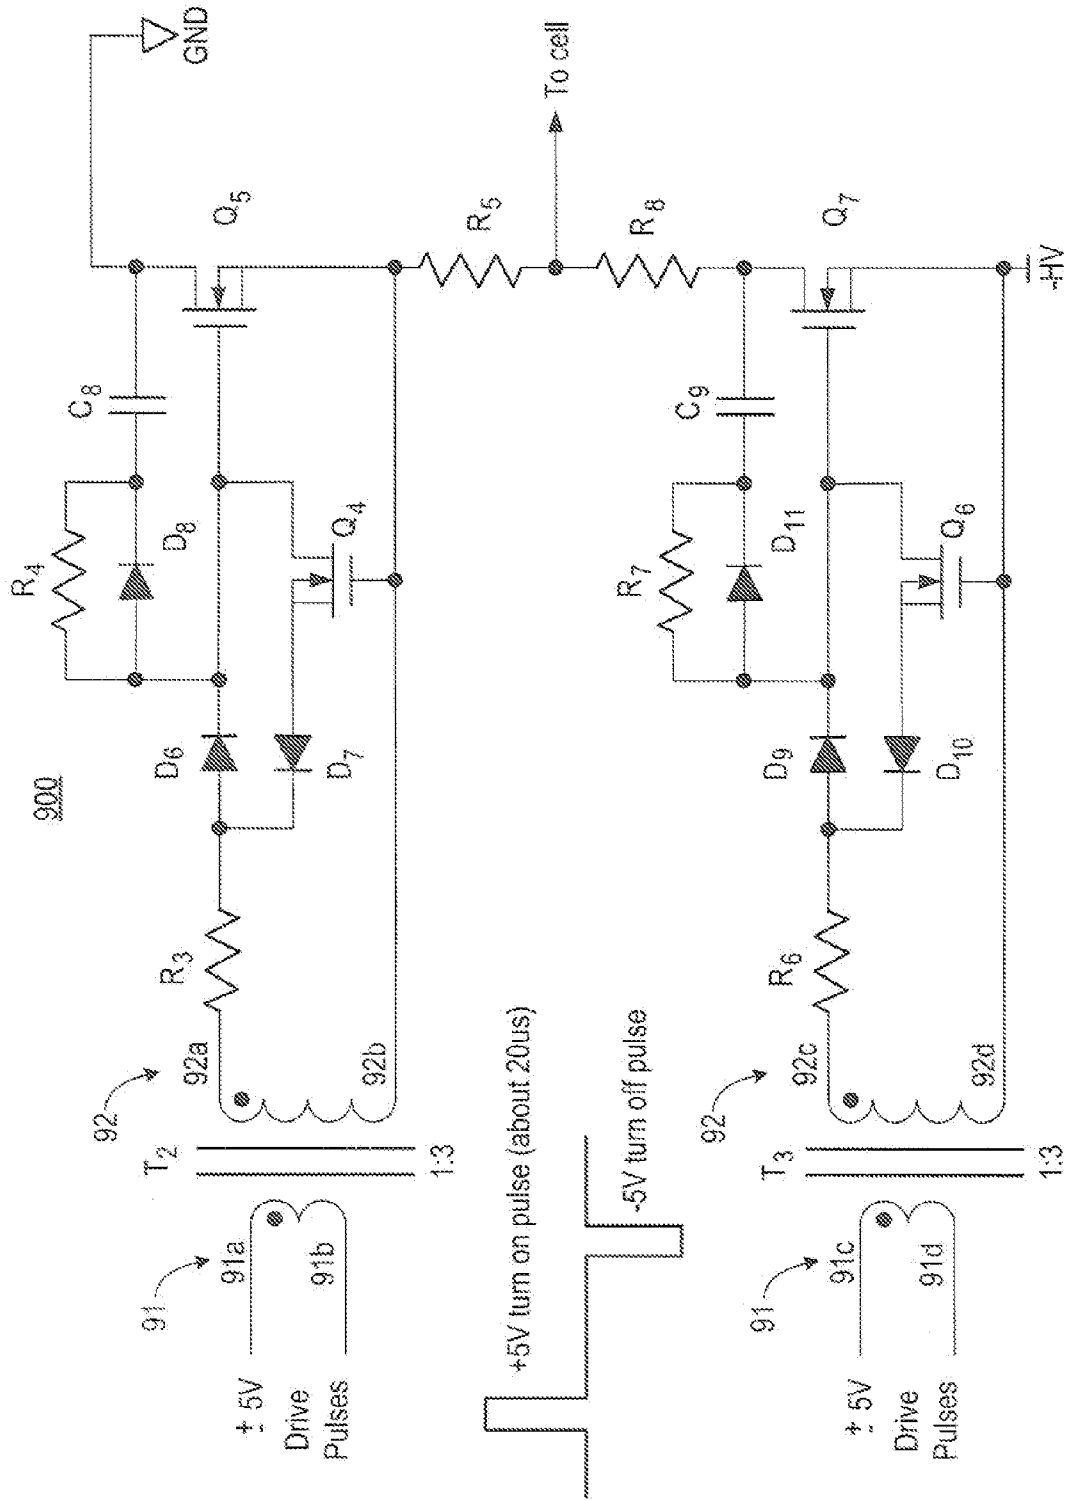 900
GND
Q5
C8
R4
D8
Q4
D6
D7
R3
92a
92b
92
T2
1:3
91
91a
91b
± 5V
Drive
Pulses
R5
To cell
R8
+5V turn on pulse (about 20us)
-5V turn off pulse
Q7
C9
R7
D11
Q6
D9
D10
R6
92c
92d
92
T3
1:3
91
91c
91d
± 5V
Drive
Pulses
-HV